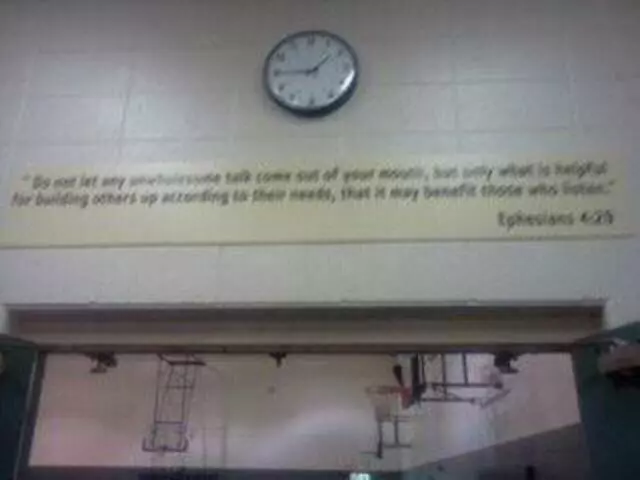 "Do not let any unwholesome talk come out of your mouths, but only what is helpful
for building others up according to their needs, that it may benefit those who listen."
Ephesians 4:29